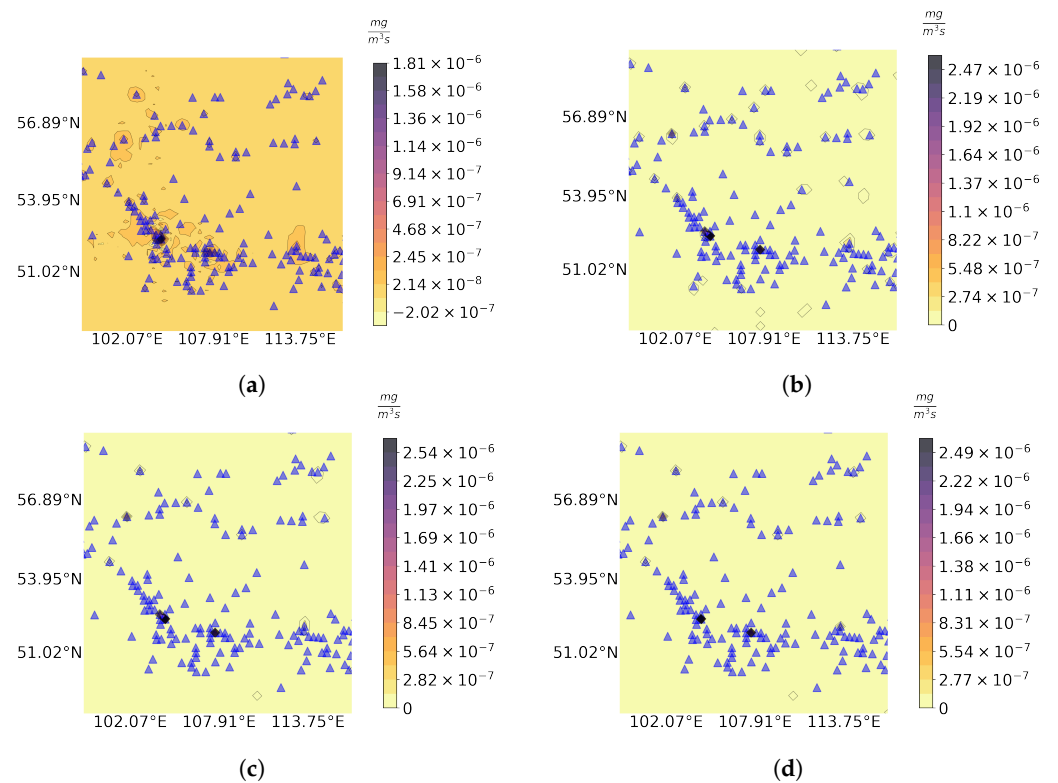 mg/m³s
1.81 × 10⁻⁶
1.58 × 10⁻⁶
1.36 × 10⁻⁶
1.14 × 10⁻⁶
9.14 × 10⁻⁷
6.91 × 10⁻⁷
4.68 × 10⁻⁷
2.45 × 10⁻⁷
2.14 × 10⁻⁸
−2.02 × 10⁻⁷
56.89°N
53.95°N
51.02°N
102.07°E 107.91°E 113.75°E
(a)
mg/m³s
2.47 × 10⁻⁶
2.19 × 10⁻⁶
1.92 × 10⁻⁶
1.64 × 10⁻⁶
1.37 × 10⁻⁶
1.1 × 10⁻⁶
8.22 × 10⁻⁷
5.48 × 10⁻⁷
2.74 × 10⁻⁷
0
56.89°N
53.95°N
51.02°N
102.07°E 107.91°E 113.75°E
(b)
mg/m³s
2.54 × 10⁻⁶
2.25 × 10⁻⁶
1.97 × 10⁻⁶
1.69 × 10⁻⁶
1.41 × 10⁻⁶
1.13 × 10⁻⁶
8.45 × 10⁻⁷
5.64 × 10⁻⁷
2.82 × 10⁻⁷
0
56.89°N
53.95°N
51.02°N
102.07°E 107.91°E 113.75°E
(c)
mg/m³s
2.49 × 10⁻⁶
2.22 × 10⁻⁶
1.94 × 10⁻⁶
1.66 × 10⁻⁶
1.38 × 10⁻⁶
1.11 × 10⁻⁶
8.31 × 10⁻⁷
5.54 × 10⁻⁷
2.77 × 10⁻⁷
0
56.89°N
53.95°N
51.02°N
102.07°E 107.91°E 113.75°E
(d)